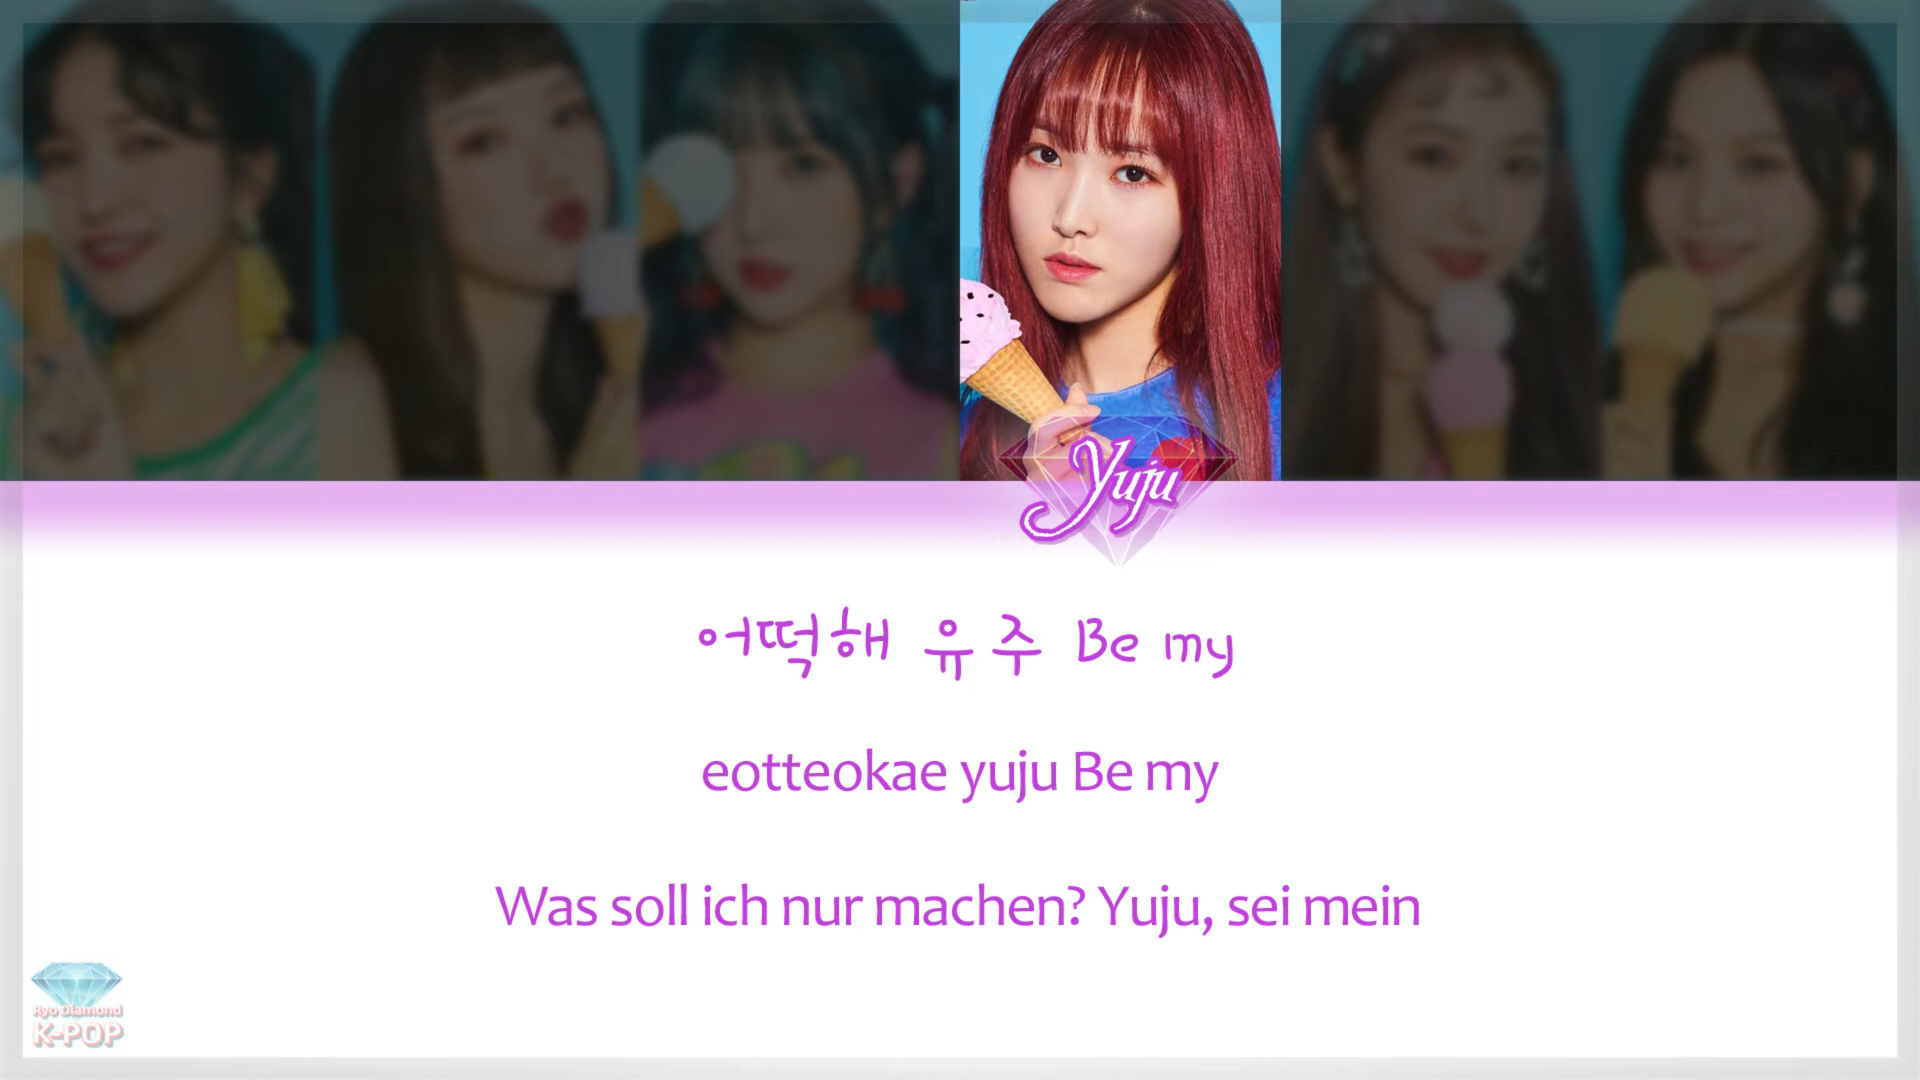 Yuju
어떡해 유주 Be my
eotteokae yuju Be my
Was soll ich nur machen? Yuju, sei mein
Ryo Diamond
K-POP